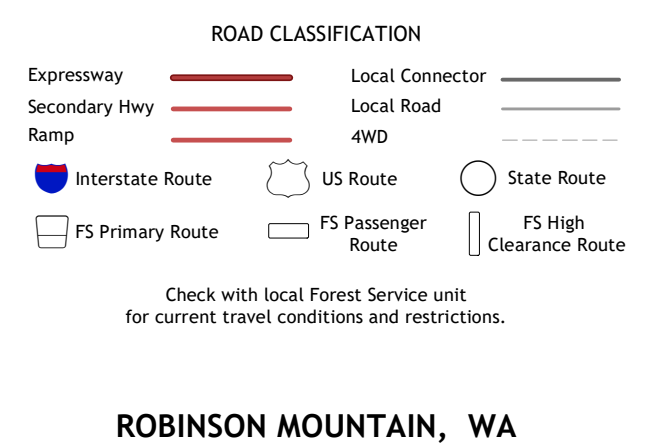 ROAD CLASSIFICATION
Expressway
Local Connector
Secondary Hwy
Local Road
Ramp
4WD
Interstate Route
US Route
State Route
FS Primary Route
FS Passenger
Route
FS High
Clearance Route
Check with local Forest Service unit
for current travel conditions and restrictions.
ROBINSON MOUNTAIN,  WA